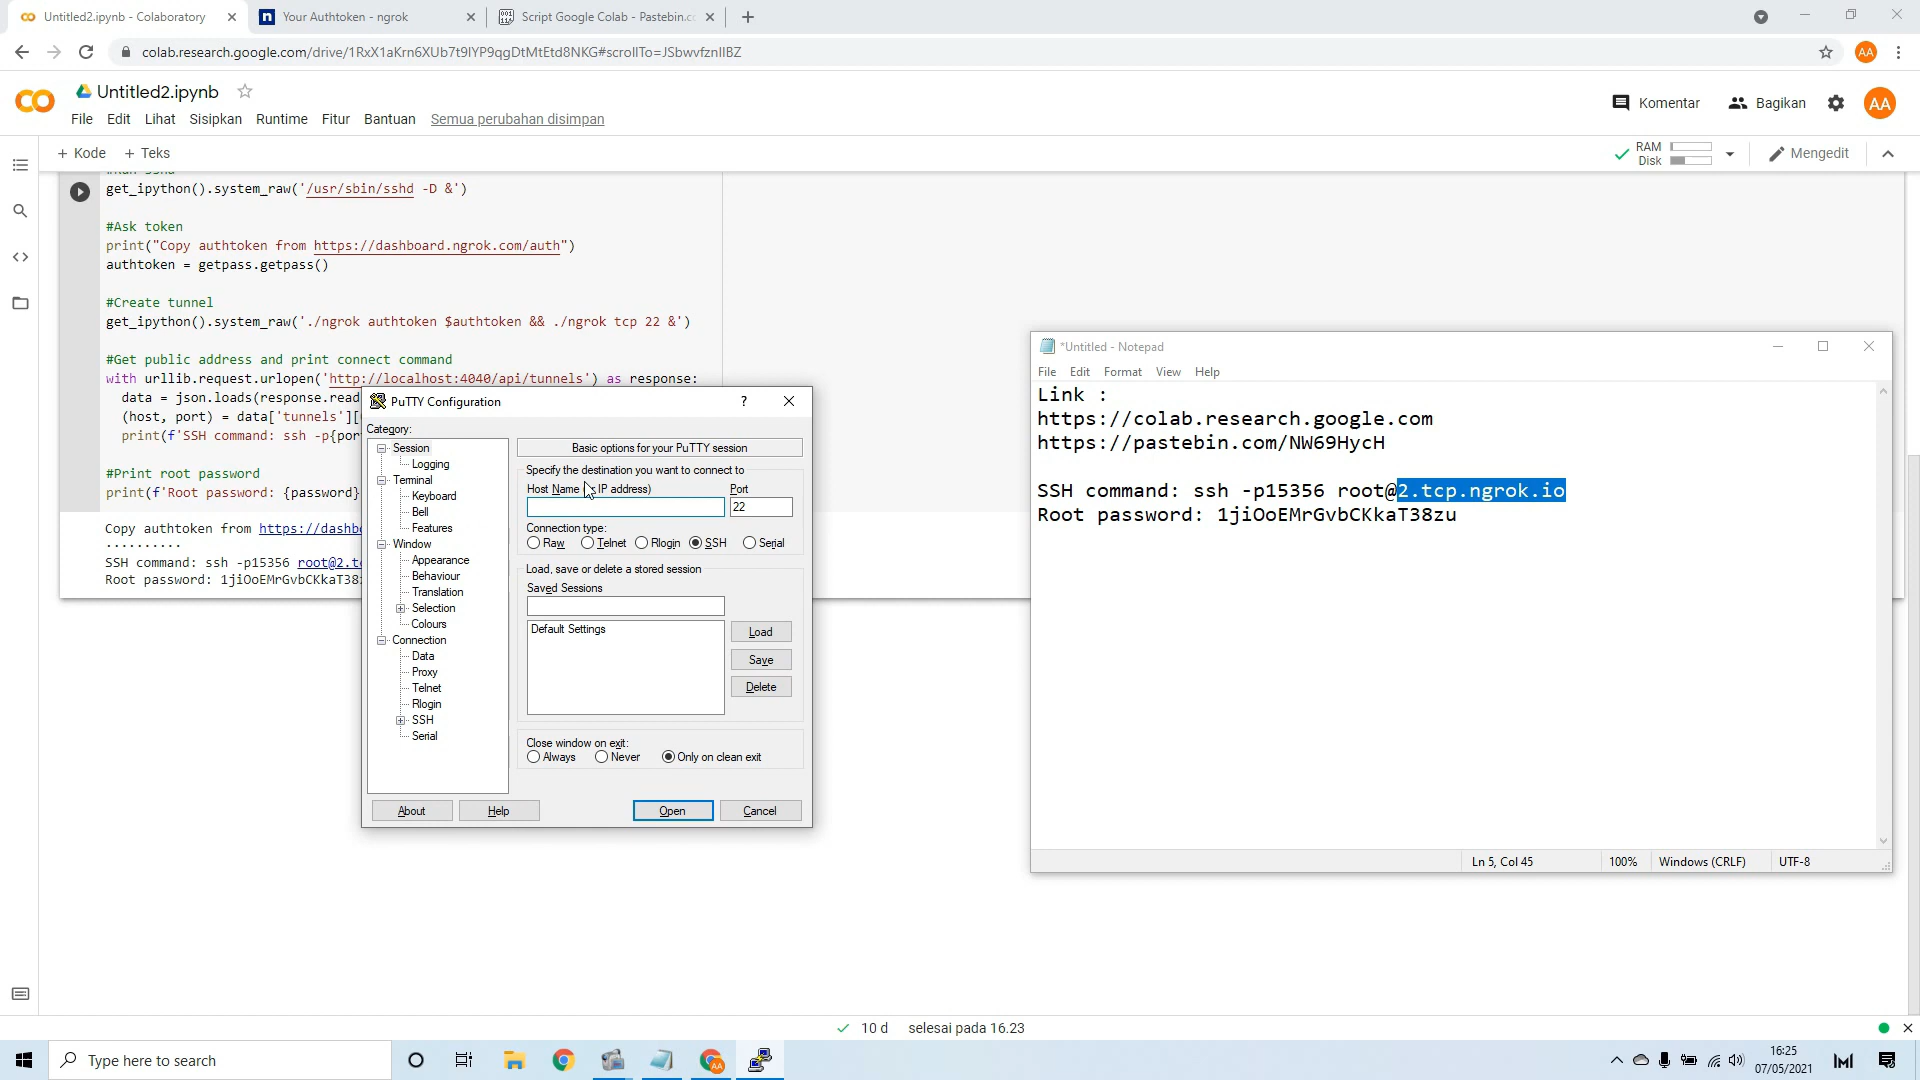 Untitled2.ipynb - Colaboratory
Your Authtoken - ngrok
Script Google Colab - Pastebin.co
colab.research.google.com/drive/1RxX1aKrn6XUb7t9lYP9qgDtMtEtd8NKG#scrollTo=JSbwvfznIIBZ
AA
Untitled2.ipynb
File Edit Lihat Sisipkan Runtime Fitur Bantuan Semua perubahan disimpan
Komentar
Bagikan
AA
+ Kode + Teks
RAM
Disk
Mengedit
get_ipython().system_raw('/usr/sbin/sshd -D &')
#Ask token
print("Copy authtoken from https://dashboard.ngrok.com/auth")
authtoken = getpass.getpass()
#Create tunnel
get_ipython().system_raw('./ngrok authtoken $authtoken && ./ngrok tcp 22 &')
#Get public address and print connect command
with urllib.request.urlopen('http://localhost:4040/api/tunnels') as response:
data = json.loads(response.read
(host, port) = data['tunnels'][
print(f'SSH command: ssh -p{por
#Print root password
print(f'Root password: {password}
Copy authtoken from https://dashb
..........
SSH command: ssh -p15356 root@2.t
Root password: 1jiOoEMrGvbCKkaT38
PuTTY Configuration
?
Category:
Session
Logging
Terminal
Keyboard
Bell
Features
Window
Appearance
Behaviour
Translation
Selection
Colours
Connection
Data
Proxy
Telnet
Rlogin
SSH
Serial
Basic options for your PuTTY session
Specify the destination you want to connect to
Host Name IP address)
Port
22
Connection type:
Raw Telnet Rlogin SSH Serial
Load, save or delete a stored session
Saved Sessions
Default Settings
Load
Save
Delete
Close window on exit:
Always Never Only on clean exit
About Help Open Cancel
*Untitled - Notepad
File Edit Format View Help
Link :
https://colab.research.google.com
https://pastebin.com/NW69HycH
SSH command: ssh -p15356 root@2.tcp.ngrok.io
Root password: 1jiOoEMrGvbCKkaT38zu
Ln 5, Col 45
100%
Windows (CRLF)
UTF-8
10 d selesai pada 16.23
Type here to search
AA
16:25
07/05/2021